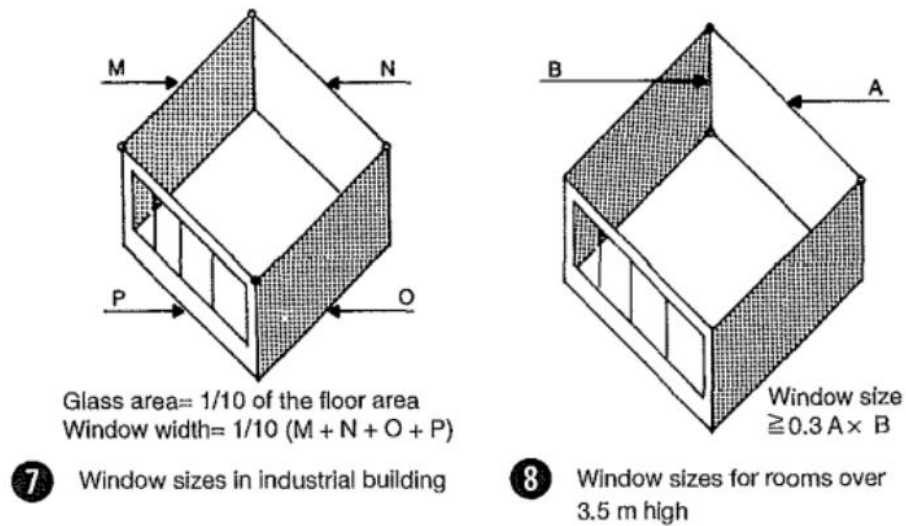 M
N
P
O
Glass area= 1/10 of the floor area
Window width= 1/10 (M + N + O + P)
7 Window sizes in industrial building
B
A
Window size
≧0.3 A× B
8 Window sizes for rooms over
3.5 m high